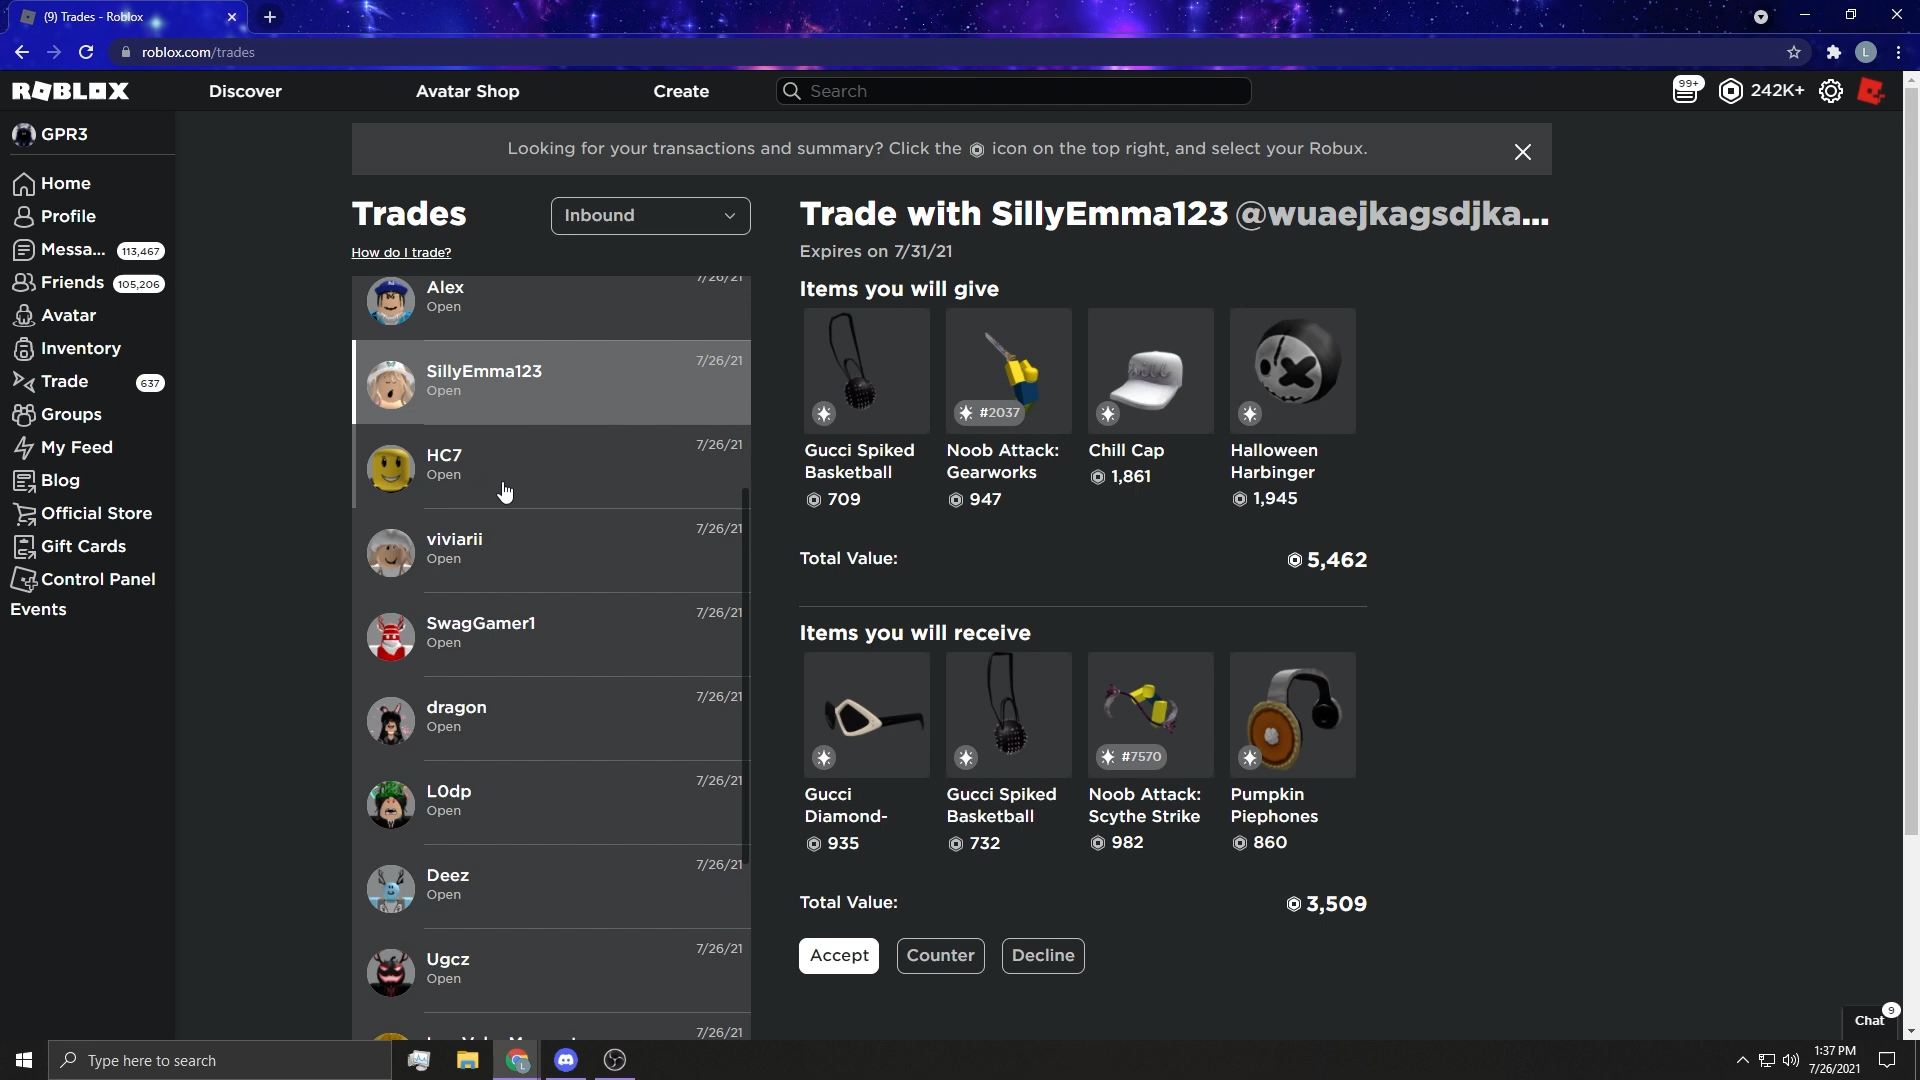 (9) Trades - Roblox
roblox.com/trades
L
ROBLOX
Discover
Avatar Shop
Create
Search
99+
242K+
GPR3
Home
Profile
Messa... 113,467
Friends 105,206
Avatar
Inventory
Trade 637
Groups
My Feed
Blog
Official Store
Gift Cards
Control Panel
Events
Looking for your transactions and summary? Click the icon on the top right, and select your Robux.
Trades
Inbound
How do I trade?
Alex 7/26/21
Open
SillyEmma123 7/26/21
Open
HC7 7/26/21
Open
viviarii 7/26/21
Open
SwagGamer1 7/26/21
Open
dragon 7/26/21
Open
L0dp 7/26/21
Open
Deez 7/26/21
Open
Ugcz 7/26/21
Open
7/26/21
Trade with SillyEmma123 @wuaejkagsdjka...
Expires on 7/31/21
Items you will give
#2037
Gucci Spiked Basketball
709
Noob Attack: Gearworks
947
Chill Cap
1,861
Halloween Harbinger
1,945
Total Value: 5,462
Items you will receive
#7570
Gucci Diamond-
935
Gucci Spiked Basketball
732
Noob Attack: Scythe Strike
982
Pumpkin Piephones
860
Total Value: 3,509
Accept
Counter
Decline
Chat 9
Type here to search
1:37 PM
7/26/2021